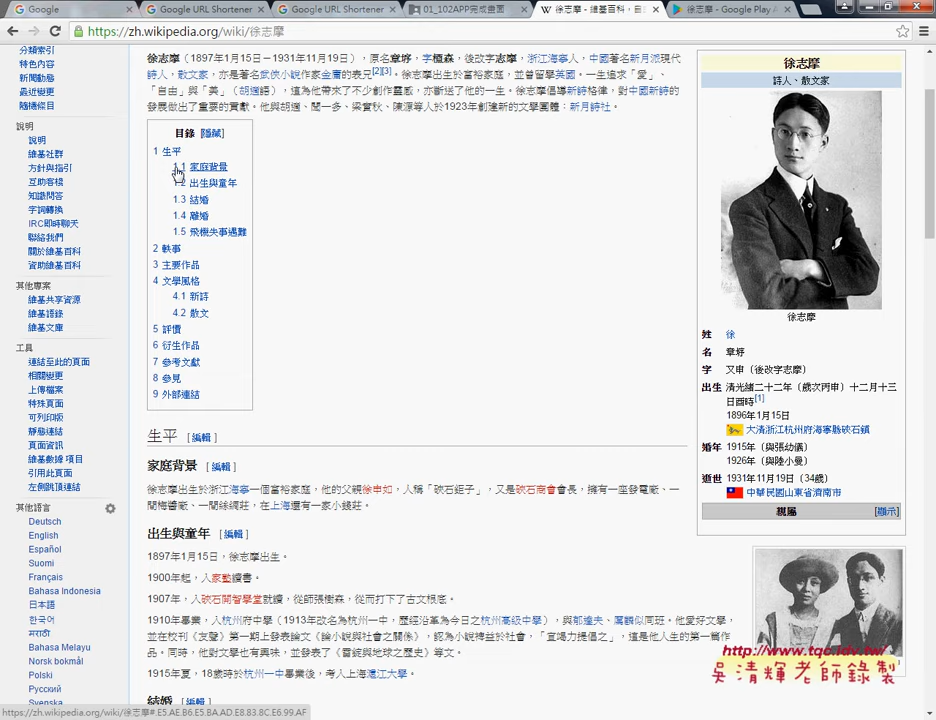 Google
Google URL Shortener
Google URL Shortener
01_102APP完成畫面
徐志摩 - 維基百科，自
徐志摩 - Google Play
https://zh.wikipedia.org/wiki/徐志摩
分類索引
特色內容
新聞動態
最近變更
隨機條目
說明
說明
維基社群
方針與指引
互助客棧
知識問答
字詞轉換
IRC即時聊天
聯絡我們
關於維基百科
資助維基百科
其他專案
維基共享資源
維基語錄
維基文庫
工具
連結至此的頁面
相關變更
上傳檔案
特殊頁面
可列印版
靜態連結
頁面資訊
維基數據 項目
引用此頁面
左側跳頂連結
其他語言
Deutsch
English
Español
Suomi
Français
Bahasa Indonesia
日本語
한국어
मराठी
Bahasa Melayu
Norsk bokmål
Polski
Русский
Svenska
徐志摩（1897年1月15日－1931年11月19日），原名章垿，字槱森，後改字志摩，浙江海寧人，中國著名新月派現代
詩人，散文家，亦是著名武俠小說作家金庸的表兄[2][3]。徐志摩出生於富裕家庭，並曾留學英國。一生追求「愛」、
「自由」與「美」（胡適語），這為他帶來了不少創作靈感，亦斷送了他的一生。徐志摩倡導新詩格律，對中國新詩的
發展做出了重要的貢獻。他與胡適、聞一多、梁實秋、陳源等人於1923年創建新的文學團體：新月詩社。
目錄 [隱藏]
1 生平
1.1 家庭背景
1.2 出生與童年
1.3 結婚
1.4 離婚
1.5 飛機失事遇難
2 軼事
3 主要作品
4 文學風格
4.1 新詩
4.2 散文
5 評價
6 衍生作品
7 參考文獻
8 參見
9 外部連結
生平 [編輯]
家庭背景 [編輯]
徐志摩出生於浙江海寧一個富裕家庭，他的父親徐申如，人稱「硤石鉅子」，又是硤石商會會長，擁有一座發電廠、一
間梅醬廠、一間絲綢莊，在上海還有一家小錢莊。
出生與童年 [編輯]
1897年1月15日，徐志摩出生。
1900年起，入家塾讀書。
1907年，入硤石開智學堂就讀，從師張樹森，從而打下了古文根底。
1910年畢業，入杭州府中學（1913年改名為杭州一中，歷經沿革為今日之杭州高級中學），與郁達夫、厲麟似同班。他愛好文學，
並在校刊《友聲》第一期上發表論文《論小說與社會之關係》，認為小說裨益於社會，「宜竭力提倡之」，這是他人生的第一篇作
品。同時，他對文學也有興味，並發表了《雷錠與地球之歷史》等文。
1915年夏，18歲時於杭州一中畢業後，考入上海滬江大學。
結婚 [編輯]
徐志摩
詩人、散文家
徐志摩
姓 徐
名 章垿
字 又申（後改字志摩）
出生 清光緒二十二年（歲次丙申）十二月十三
日酉時[1]
1896年1月15日
大清浙江杭州府海寧縣硤石鎮
婚年 1915年（與張幼儀）
1926年（與陸小曼）
逝世 1931年11月19日（34歲）
中華民國山東省濟南市
親屬 [顯示]
http://www.tqc.idv.tw/
吳清輝老師錄製
https://zh.wikipedia.org/wiki/徐志摩#.E5.AE.B6.E5.BA.AD.E8.83.8C.E6.99.AF